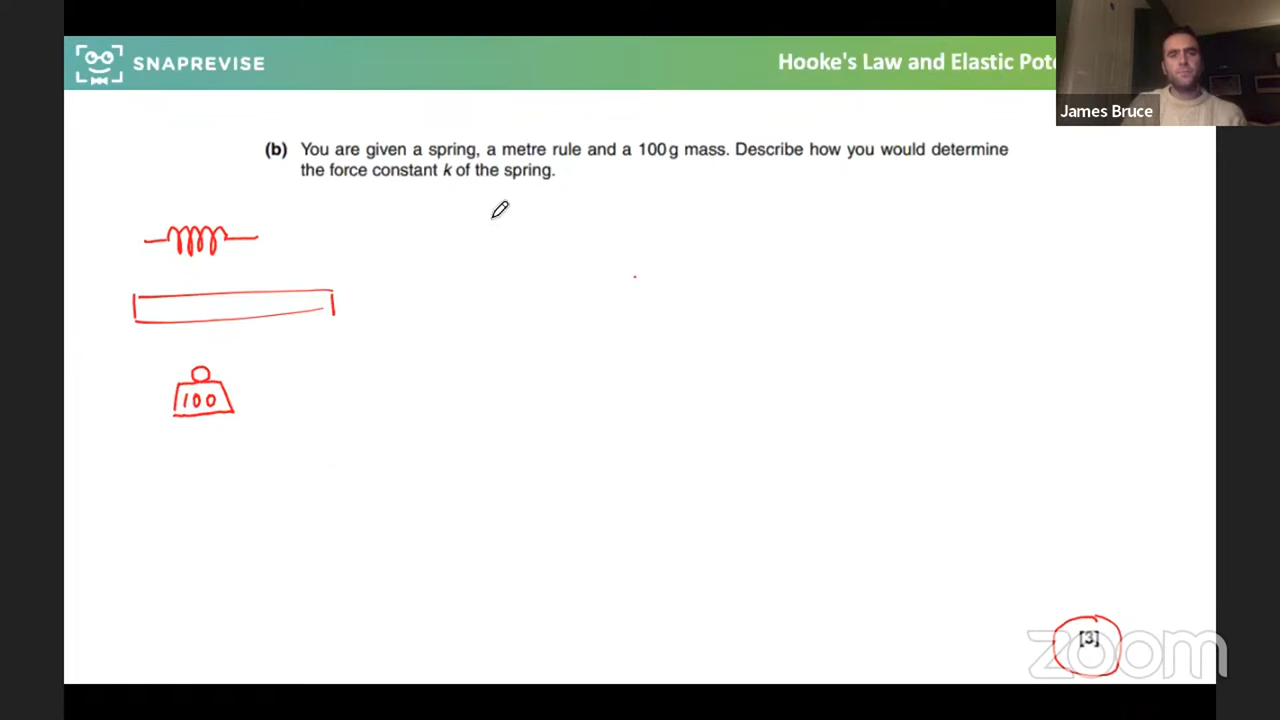 SNAPREVISE
Hooke's Law and Elastic Pote
James Bruce
(b) You are given a spring, a metre rule and a 100 g mass. Describe how you would determine
the force constant k of the spring.
100
[3]
zoom